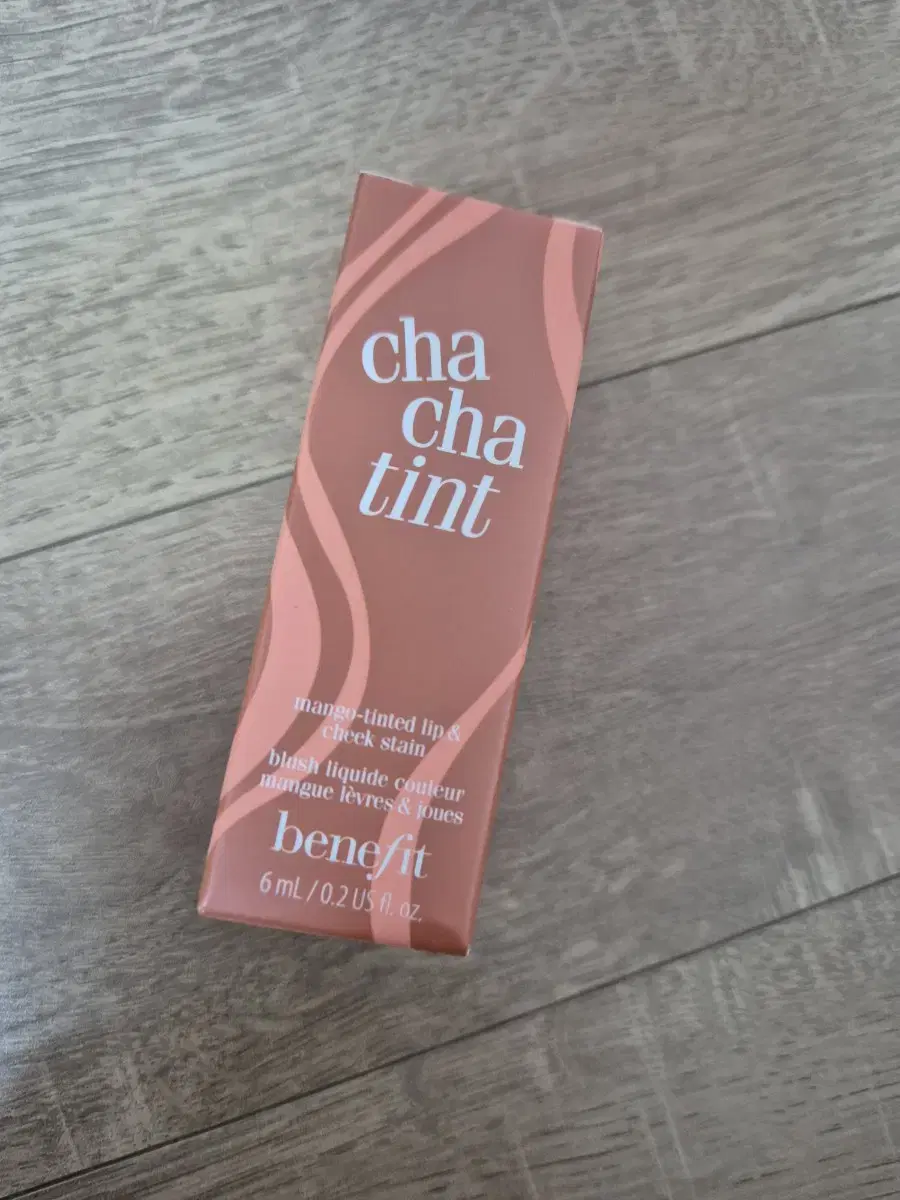 cha
cha
tint
mango-tinted lip &
cheek stain
blush liquide couleur
mangue lèvres & joues
benefit
6 mL / 0.2 US fl. oz.